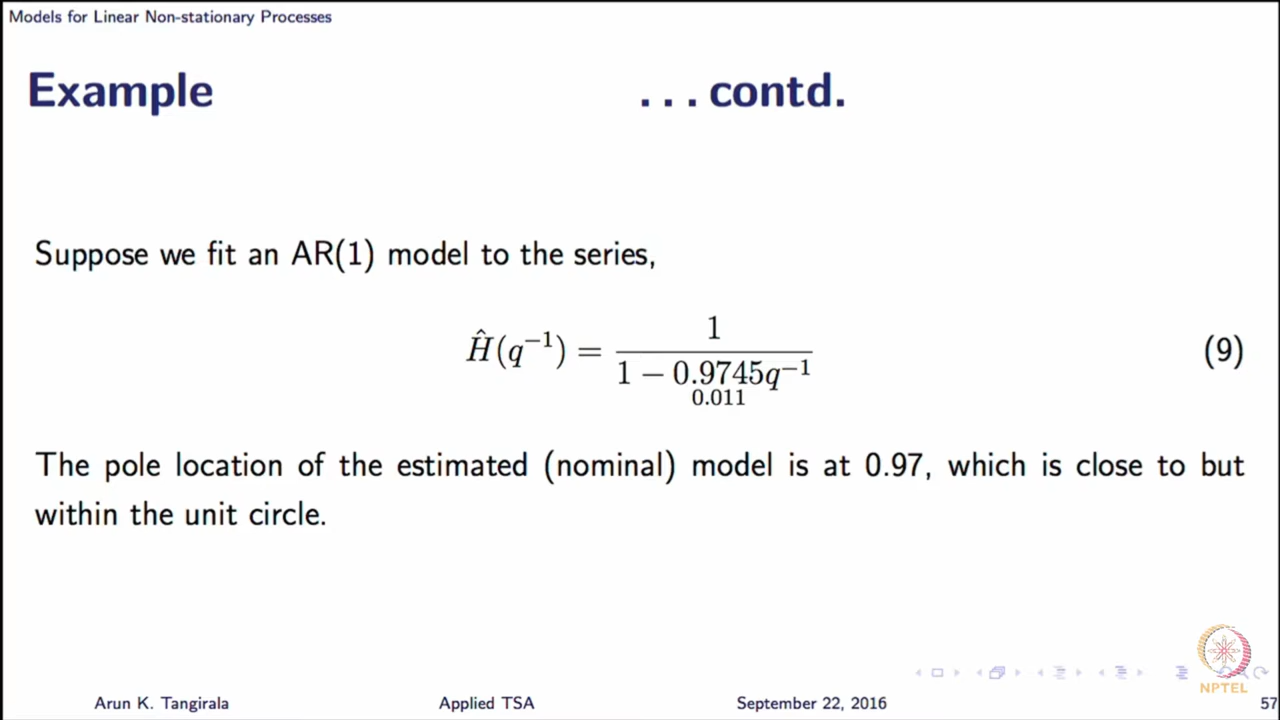 Models for Linear Non-stationary Processes
Example ...contd.
Suppose we fit an AR(1) model to the series,
Ĥ(q⁻¹) = 1 / (1 − 0.9745q⁻¹) (9)
0.011
The pole location of the estimated (nominal) model is at 0.97, which is close to but
within the unit circle.
NPTEL
Arun K. Tangirala Applied TSA September 22, 2016 57